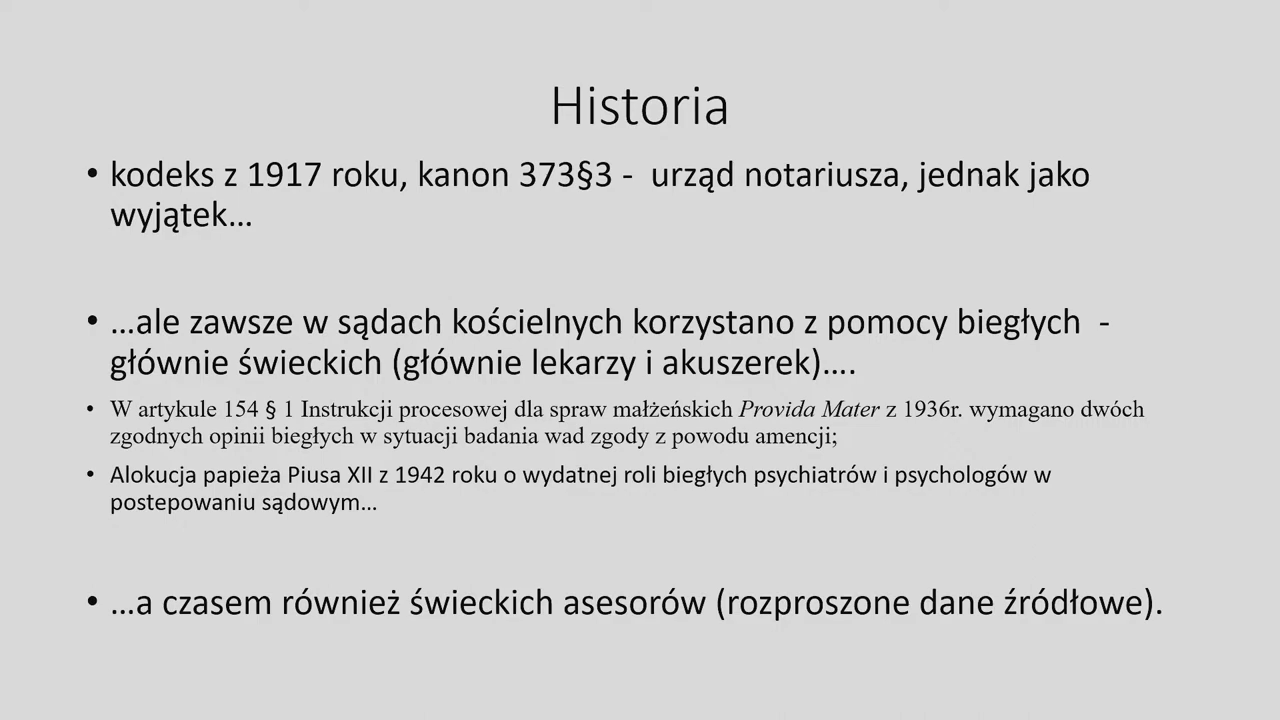 Historia
• kodeks z 1917 roku, kanon 373§3 -  urząd notariusza, jednak jako
wyjątek…
• …ale zawsze w sądach kościelnych korzystano z pomocy biegłych  -
głównie świeckich (głównie lekarzy i akuszerek)….
• W artykule 154 § 1 Instrukcji procesowej dla spraw małżeńskich Provida Mater z 1936r. wymagano dwóch
zgodnych opinii biegłych w sytuacji badania wad zgody z powodu amencji;
• Alokucja papieża Piusa XII z 1942 roku o wydatnej roli biegłych psychiatrów i psychologów w
postepowaniu sądowym…
• …a czasem również świeckich asesorów (rozproszone dane źródłowe).